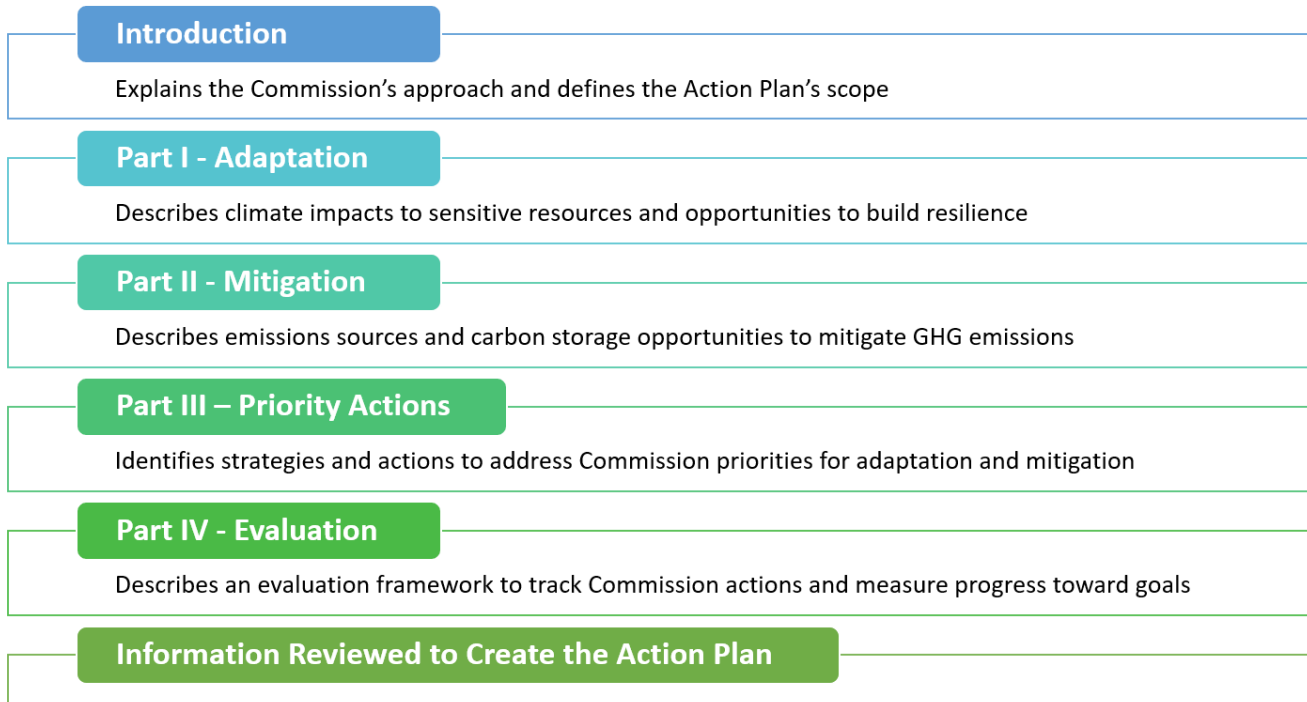 Introduction
Explains the Commission’s approach and defines the Action Plan’s scope
Part I - Adaptation
Describes climate impacts to sensitive resources and opportunities to build resilience
Part II - Mitigation
Describes emissions sources and carbon storage opportunities to mitigate GHG emissions
Part III – Priority Actions
Identifies strategies and actions to address Commission priorities for adaptation and mitigation
Part IV - Evaluation
Describes an evaluation framework to track Commission actions and measure progress toward goals
Information Reviewed to Create the Action Plan